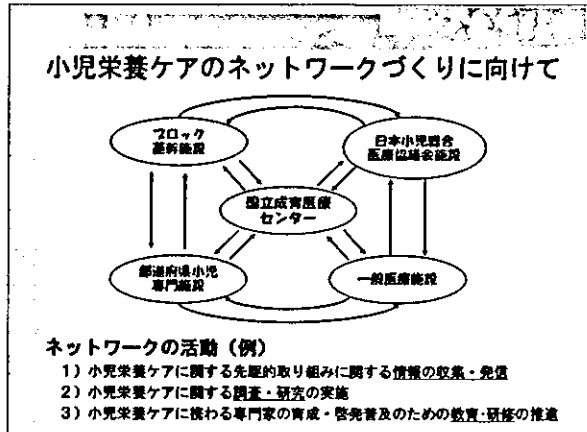 小児栄養ケアのネットワークづくりに向けて
ブロック
基幹施設
日本小児総合
医療協議会施設
国立成育医療
センター
都道府県小児
専門施設
一般医療施設
ネットワークの活動（例）
1）小児栄養ケアに関する先駆的取り組みに関する情報の収集・発信
2）小児栄養ケアに関する調査・研究の実施
3）小児栄養ケアに携わる専門家の育成・啓発普及のための教育・研修の推進